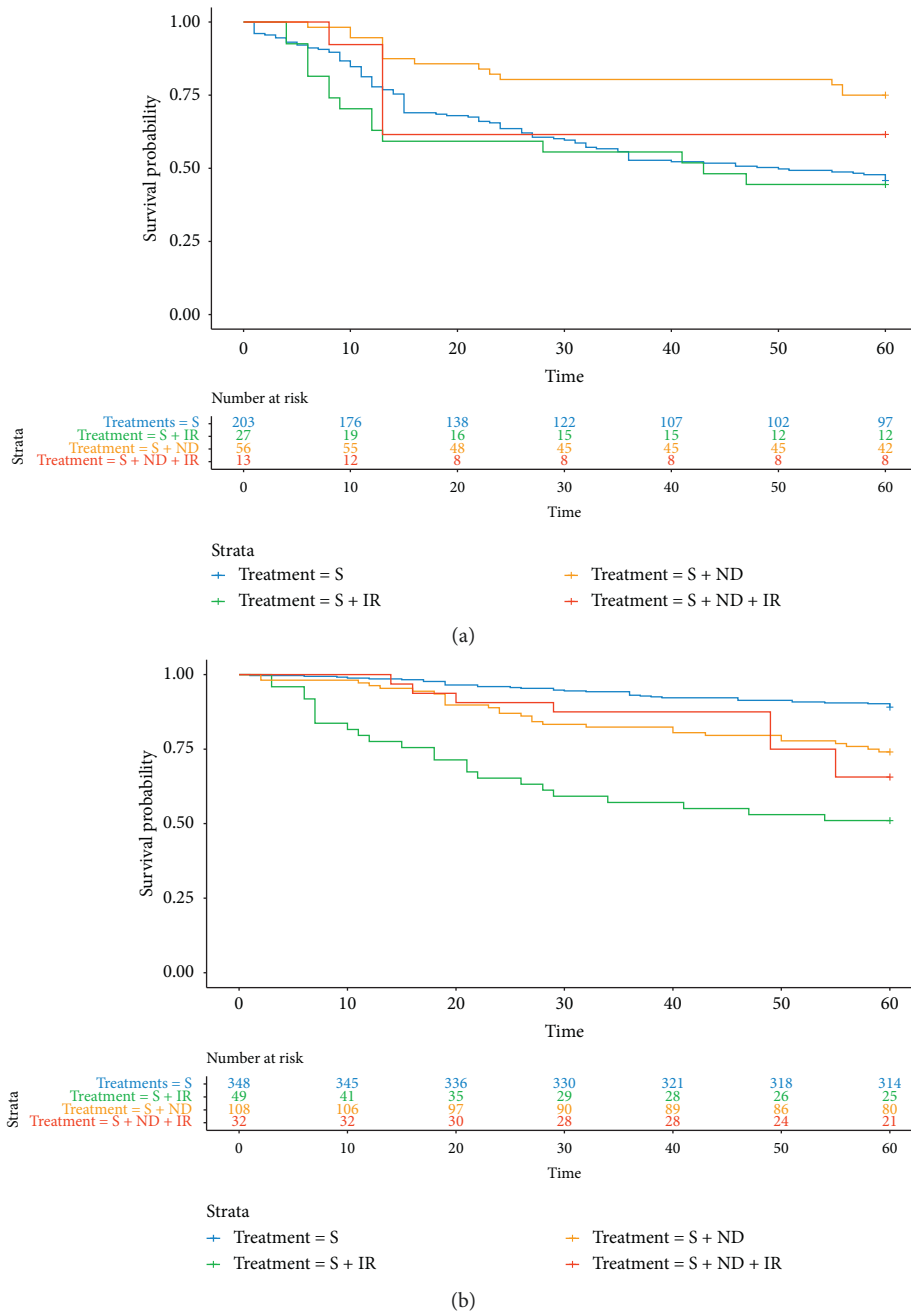 1.00
0.75
0.50
0.25
0.00
Survival probability
0 10 20 30 40 50 60
Time
Number at risk
Strata
Treatments = S 203 176 138 122 107 102 97
Treatment = S + IR 27 19 16 15 15 12 12
Treatment = S + ND 56 55 48 45 45 45 42
Treatment = S + ND + IR 13 12 8 8 8 8 8
0 10 20 30 40 50 60
Time
Strata
Treatment = S Treatment = S + ND
Treatment = S + IR Treatment = S + ND + IR
(a)
1.00
0.75
0.50
0.25
0.00
Survival probability
0 10 20 30 40 50 60
Time
Number at risk
Strata
Treatments = S 348 345 336 330 321 318 314
Treatment = S + IR 49 41 35 29 28 26 25
Treatment = S + ND 108 106 97 90 89 86 80
Treatment = S + ND + IR 32 32 30 28 28 24 21
0 10 20 30 40 50 60
Time
Strata
Treatment = S Treatment = S + ND
Treatment = S + IR Treatment = S + ND + IR
(b)